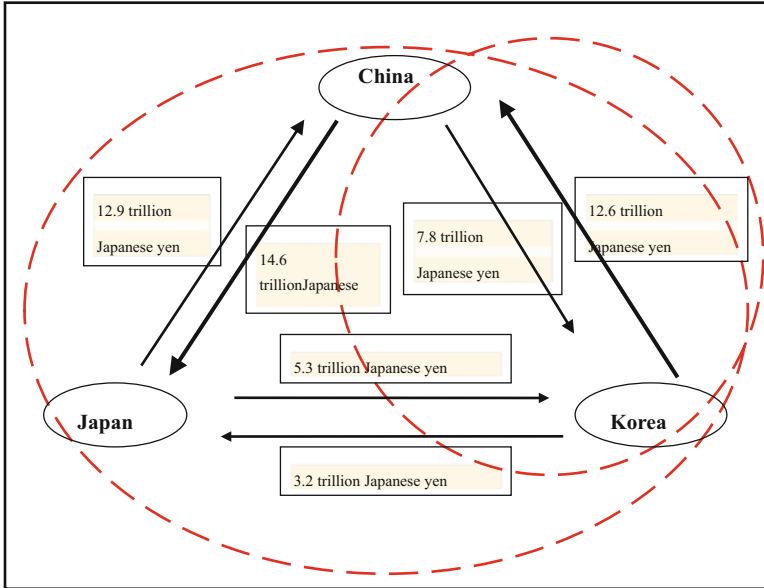 China
12.9 trillion
Japanese yen
14.6
trillionJapanese
7.8 trillion
Japanese yen
12.6 trillion
Japanese yen
5.3 trillion Japanese yen
Japan
Korea
3.2 trillion Japanese yen